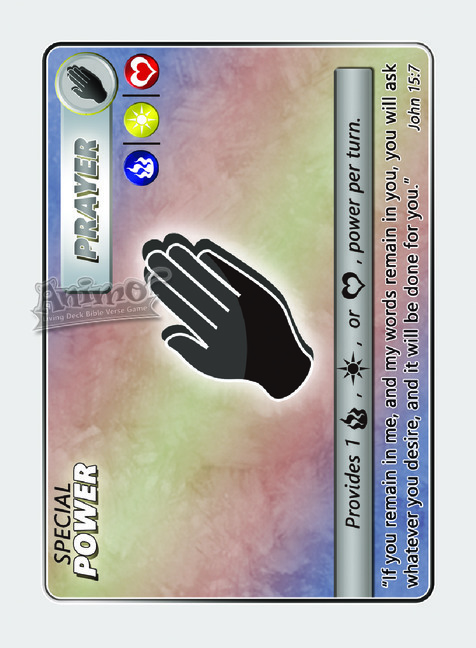 SPECIAL
POWER
PRAYER
Animo
Living Deck Bible Verse Game
Provides 1 , , or , power per turn.
"If you remain in me, and my words remain in you, you will ask
whatever you desire, and it will be done for you."
John 15:7